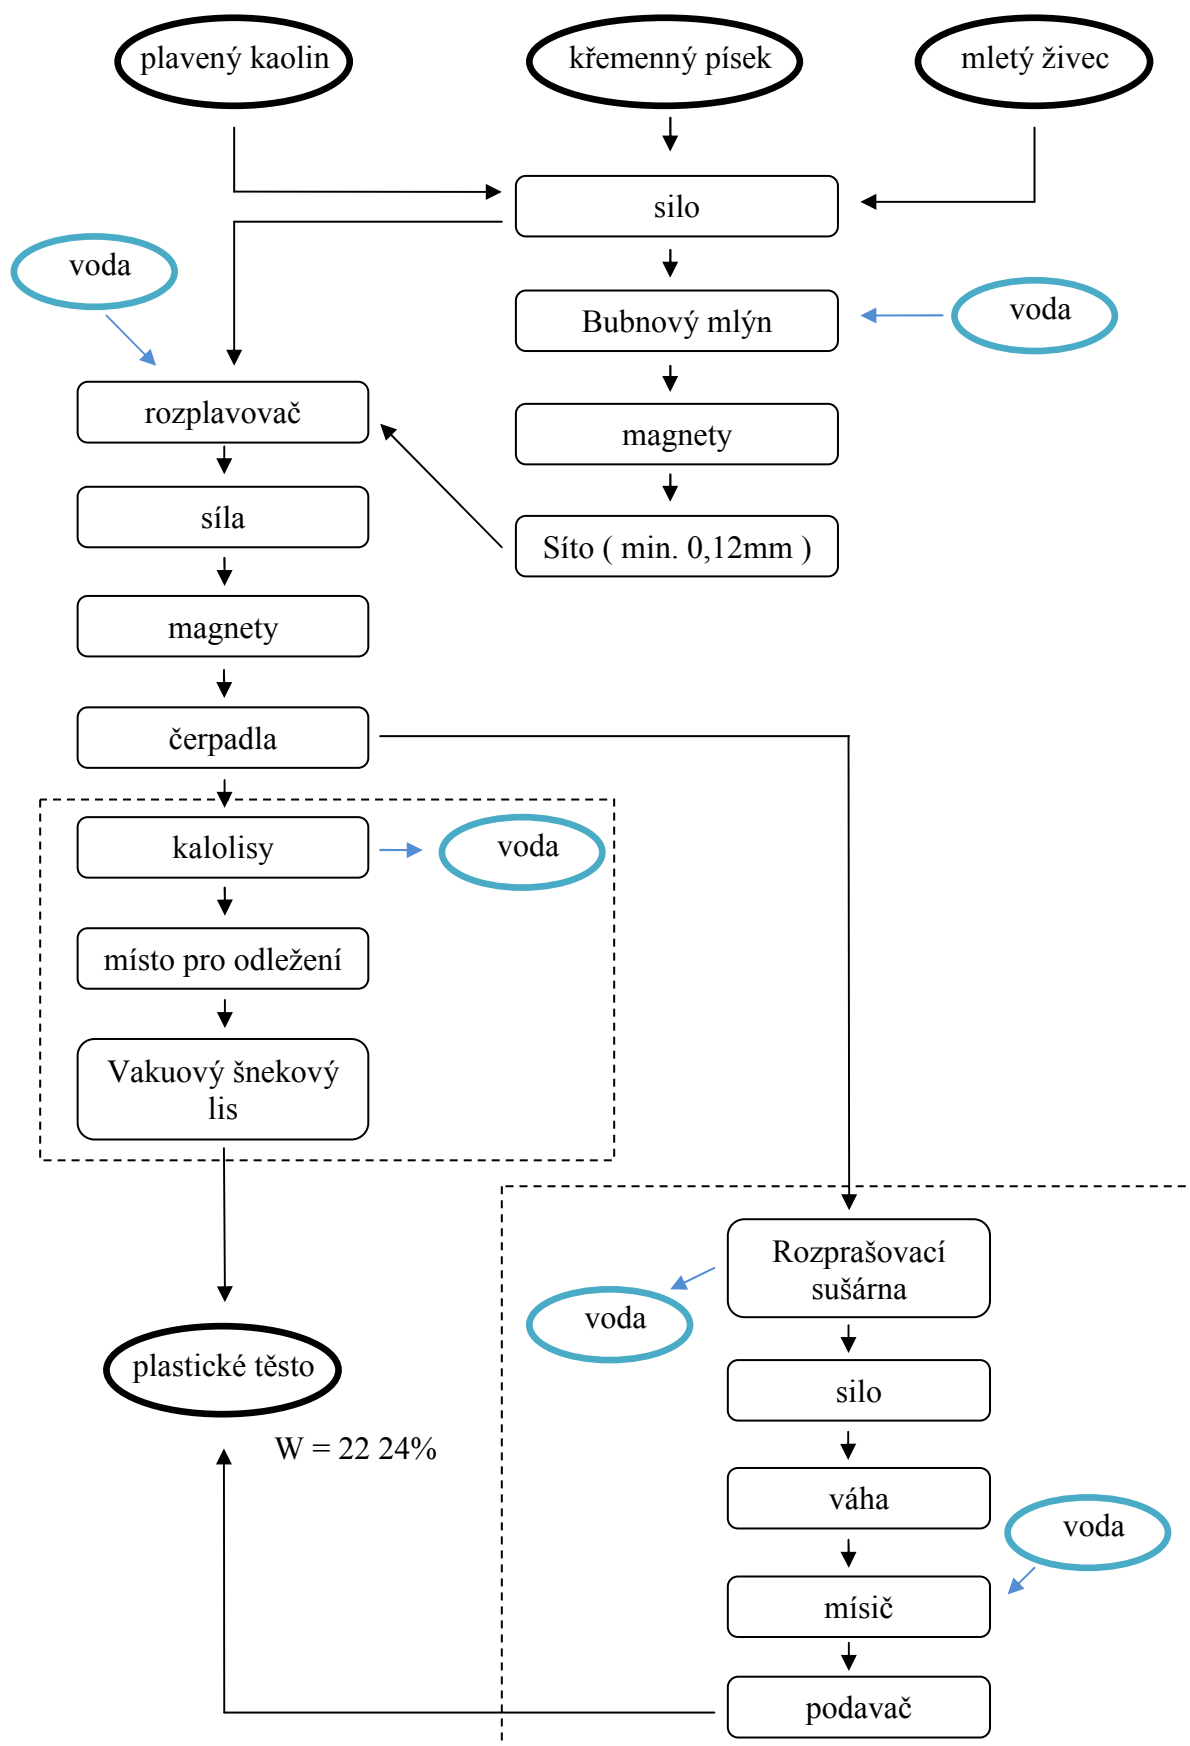 plavený kaolin
křemenný písek
mletý živec
silo
voda
Bubnový mlýn
voda
rozplavovač
magnety
síla
Síto ( min. 0,12mm )
magnety
čerpadla
kalolisy
voda
místo pro odležení
Vakuový šnekový
lis
Rozprašovací
sušárna
voda
plastické těsto
silo
W = 22 24%
váha
voda
mísič
podavač